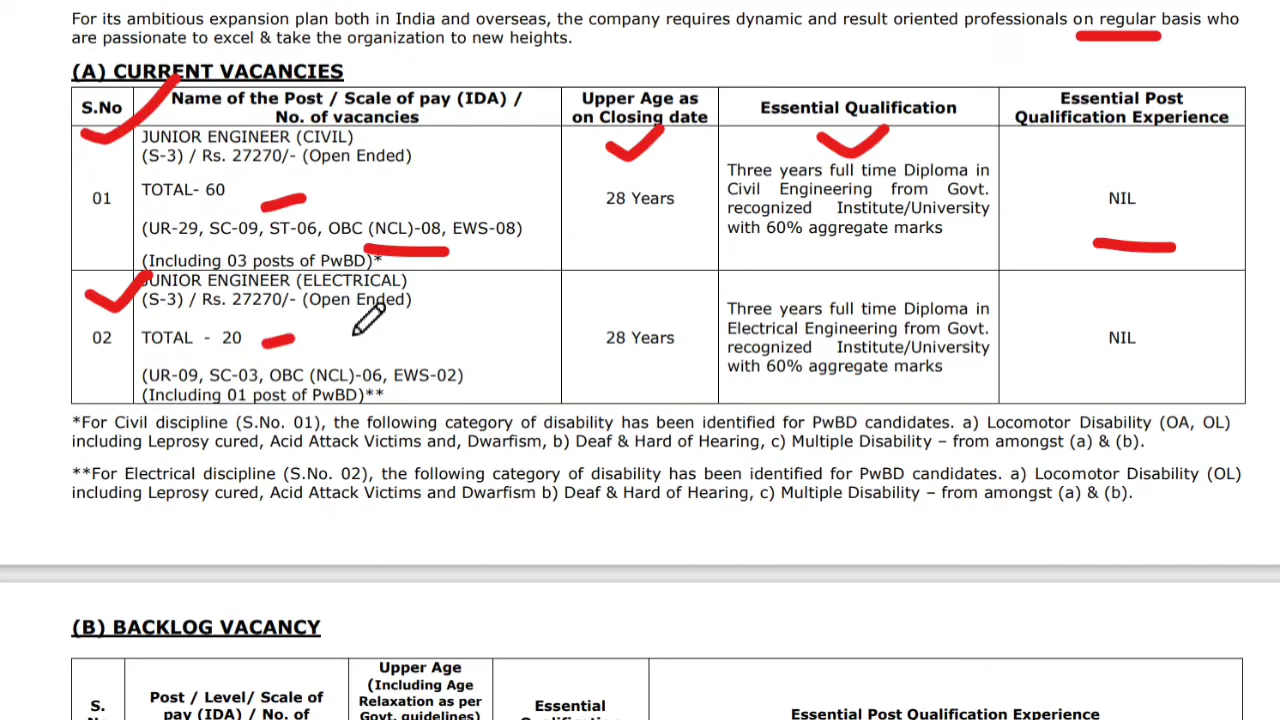 For its ambitious expansion plan both in India and overseas, the company requires dynamic and result oriented professionals on regular basis who
are passionate to excel & take the organization to new heights.
(A) CURRENT VACANCIES
S.No
Name of the Post / Scale of pay (IDA) /
No. of vacancies
Upper Age as
on Closing date
Essential Qualification
Essential Post
Qualification Experience
01
JUNIOR ENGINEER (CIVIL)
(S-3) / Rs. 27270/- (Open Ended)
TOTAL- 60
(UR-29, SC-09, ST-06, OBC (NCL)-08, EWS-08)
(Including 03 posts of PwBD)*
28 Years
Three years full time Diploma in
Civil Engineering from Govt.
recognized Institute/University
with 60% aggregate marks
NIL
02
JUNIOR ENGINEER (ELECTRICAL)
(S-3) / Rs. 27270/- (Open Ended)
TOTAL - 20
(UR-09, SC-03, OBC (NCL)-06, EWS-02)
(Including 01 post of PwBD)**
28 Years
Three years full time Diploma in
Electrical Engineering from Govt.
recognized Institute/University
with 60% aggregate marks
NIL
*For Civil discipline (S.No. 01), the following category of disability has been identified for PwBD candidates. a) Locomotor Disability (OA, OL)
including Leprosy cured, Acid Attack Victims and, Dwarfism, b) Deaf & Hard of Hearing, c) Multiple Disability – from amongst (a) & (b).
**For Electrical discipline (S.No. 02), the following category of disability has been identified for PwBD candidates. a) Locomotor Disability (OL)
including Leprosy cured, Acid Attack Victims and Dwarfism b) Deaf & Hard of Hearing, c) Multiple Disability – from amongst (a) & (b).
(B) BACKLOG VACANCY
S.
Post / Level/ Scale of
pay (IDA) / No. of
Upper Age
(Including Age
Relaxation as per
Govt. guidelines)
Essential
Essential Post Qualification Experience